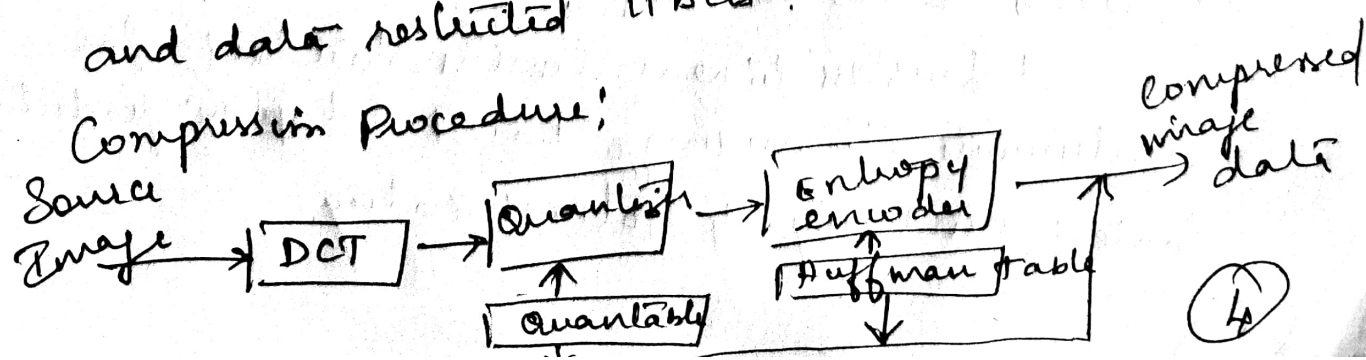 and data restricted
Compression Procedure;
Source
Image
DCT
Quantizer
Entropy
encoder
Compressed
image
data
Quantable
Huffman table
4